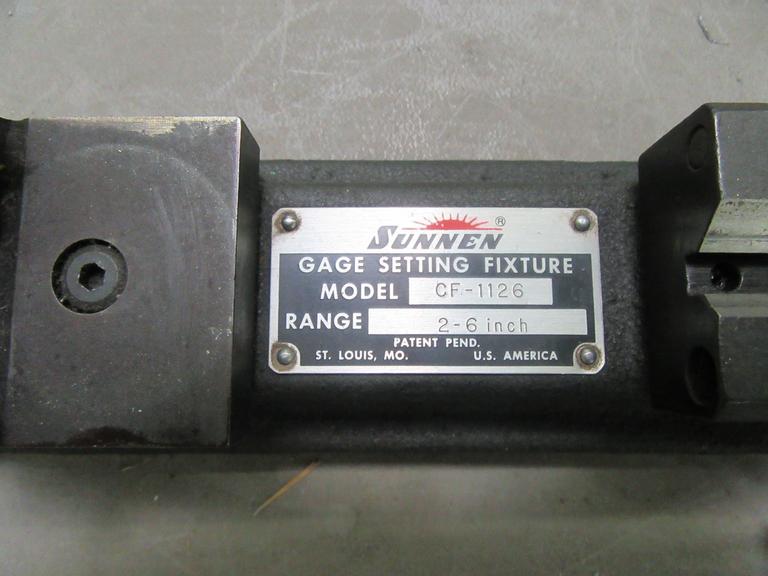 SUNNEN ®
GAGE SETTING FIXTURE
MODEL CF-1126
RANGE 2-6 inch
PATENT PEND.
ST. LOUIS, MO. U.S. AMERICA